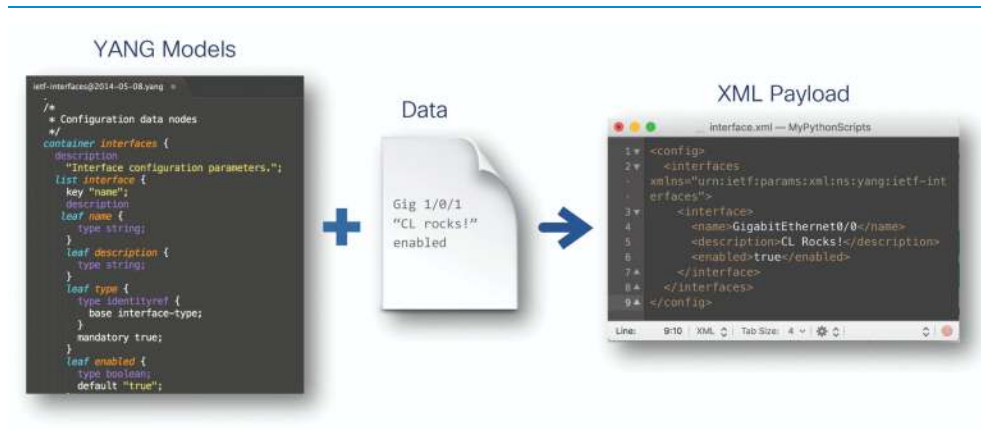 YANG Models
ietf-interfaces@2014-05-08.yang
/*
* Configuration data nodes
*/
container interfaces {
description
"Interface configuration parameters.";
list interface {
key "name";
description
leaf name {
type string;
}
leaf description {
type string;
}
leaf type {
type identityref {
base interface-type;
}
mandatory true;
}
leaf enabled {
type boolean;
default "true";
Data
Gig 1/0/1
“CL rocks!”
enabled
XML Payload
interface.xml — MyPythonScripts
1 <config>
2 <interfaces
xmlns="urn:ietf:params:xml:ns:yang:ietf-int
erfaces">
3 <interface>
4 <name>GigabitEthernet0/0</name>
5 <description>CL Rocks!</description>
6 <enabled>true</enabled>
7 </interface>
8 </interfaces>
9 </config>
Line: 9:10 XML Tab Size: 4